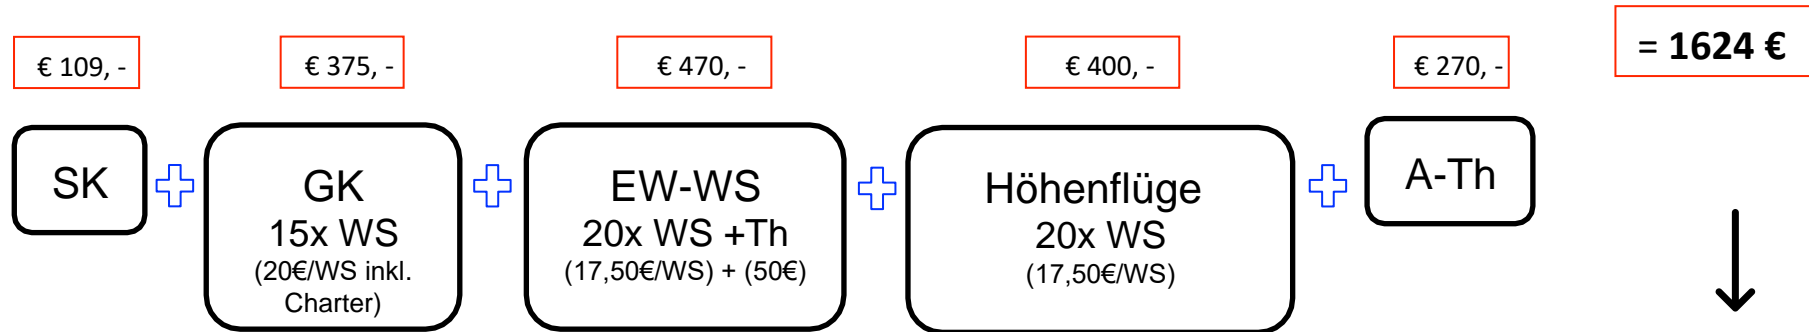 € 109, -
€ 375, -
€ 470, -
€ 400, -
€ 270, -
= 1624 €
SK
GK
15x WS
(20€/WS inkl.
Charter)
EW-WS
20x WS +Th
(17,50€/WS) + (50€)
Höhenflüge
20x WS
(17,50€/WS)
A-Th